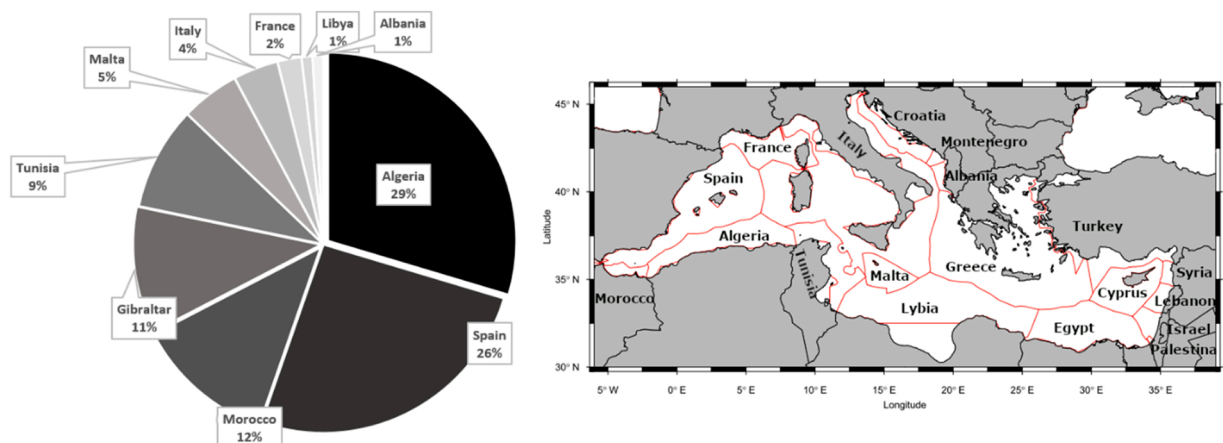 France
2%
Libya
1%
Albania
1%
Italy
4%
Malta
5%
Tunisia
9%
Algeria
29%
Gibraltar
11%
Spain
26%
Morocco
12%
45° N
40° N
35° N
30° N
Latitude
Croatia
Italy
Montenegro
France
Albania
Spain
Turkey
Algeria
Tunisia
Greece
Malta
Syria
Morocco
Cyprus
Lebanon
Lybia
Egypt
Israel
Palestina
5° W
0° E
5° E
10° E
15° E
20° E
25° E
30° E
35° E
Longitude